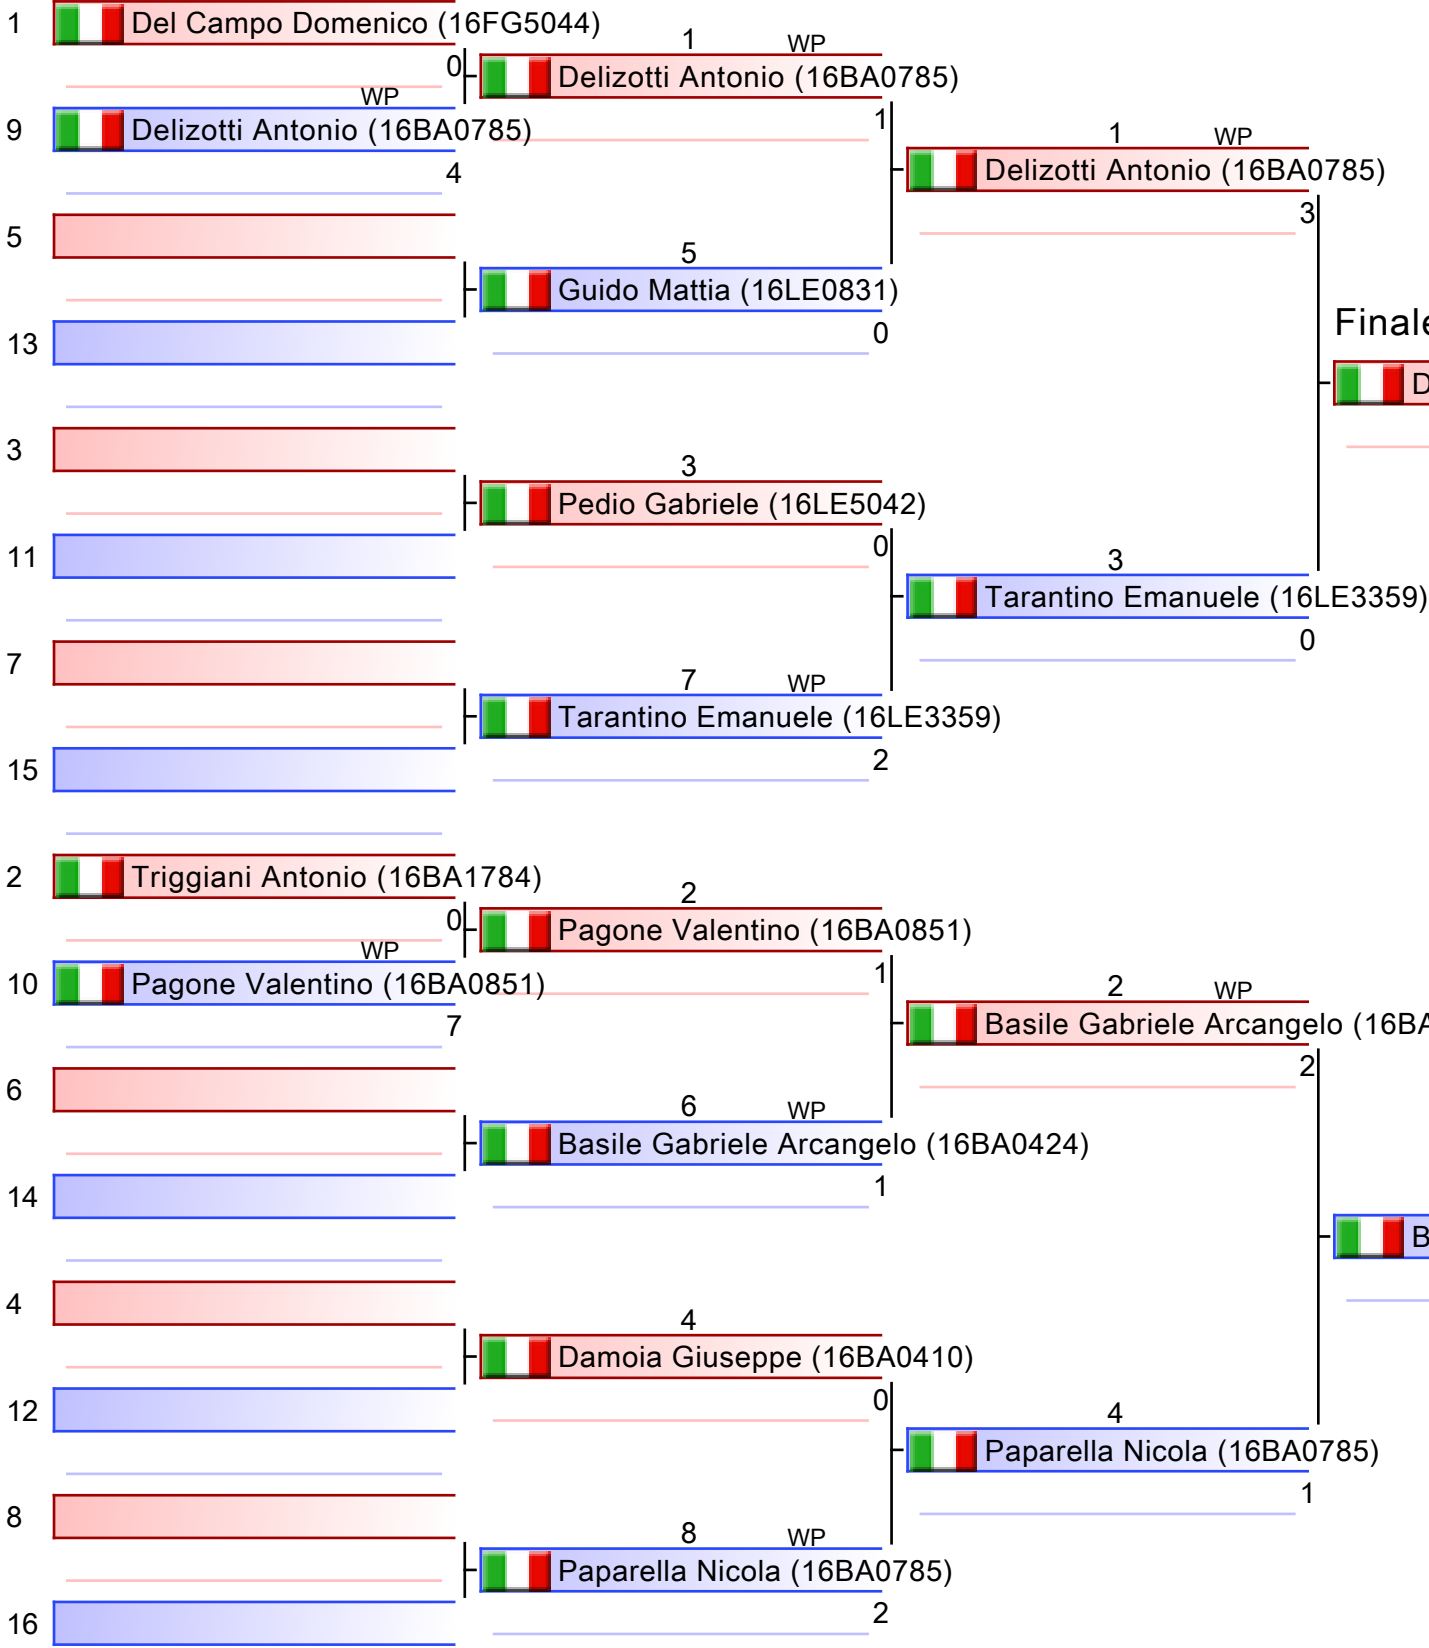 1 Del Campo Domenico (16FG5044)
0
1 WP
Delizotti Antonio (16BA0785)
WP
9 Delizotti Antonio (16BA0785)
4
1
1 WP
Delizotti Antonio (16BA0785)
3
5
5
Guido Mattia (16LE0831)
0
13
Finale
D
3
3
Pedio Gabriele (16LE5042)
0
11
3
Tarantino Emanuele (16LE3359)
0
7
7 WP
Tarantino Emanuele (16LE3359)
2
15
2 Triggiani Antonio (16BA1784)
0
2
Pagone Valentino (16BA0851)
WP
10 Pagone Valentino (16BA0851)
7
1
2 WP
Basile Gabriele Arcangelo (16BA
2
6
6 WP
Basile Gabriele Arcangelo (16BA0424)
1
14
B
4
4
Damoia Giuseppe (16BA0410)
0
12
4
Paparella Nicola (16BA0785)
1
8
8 WP
Paparella Nicola (16BA0785)
2
16